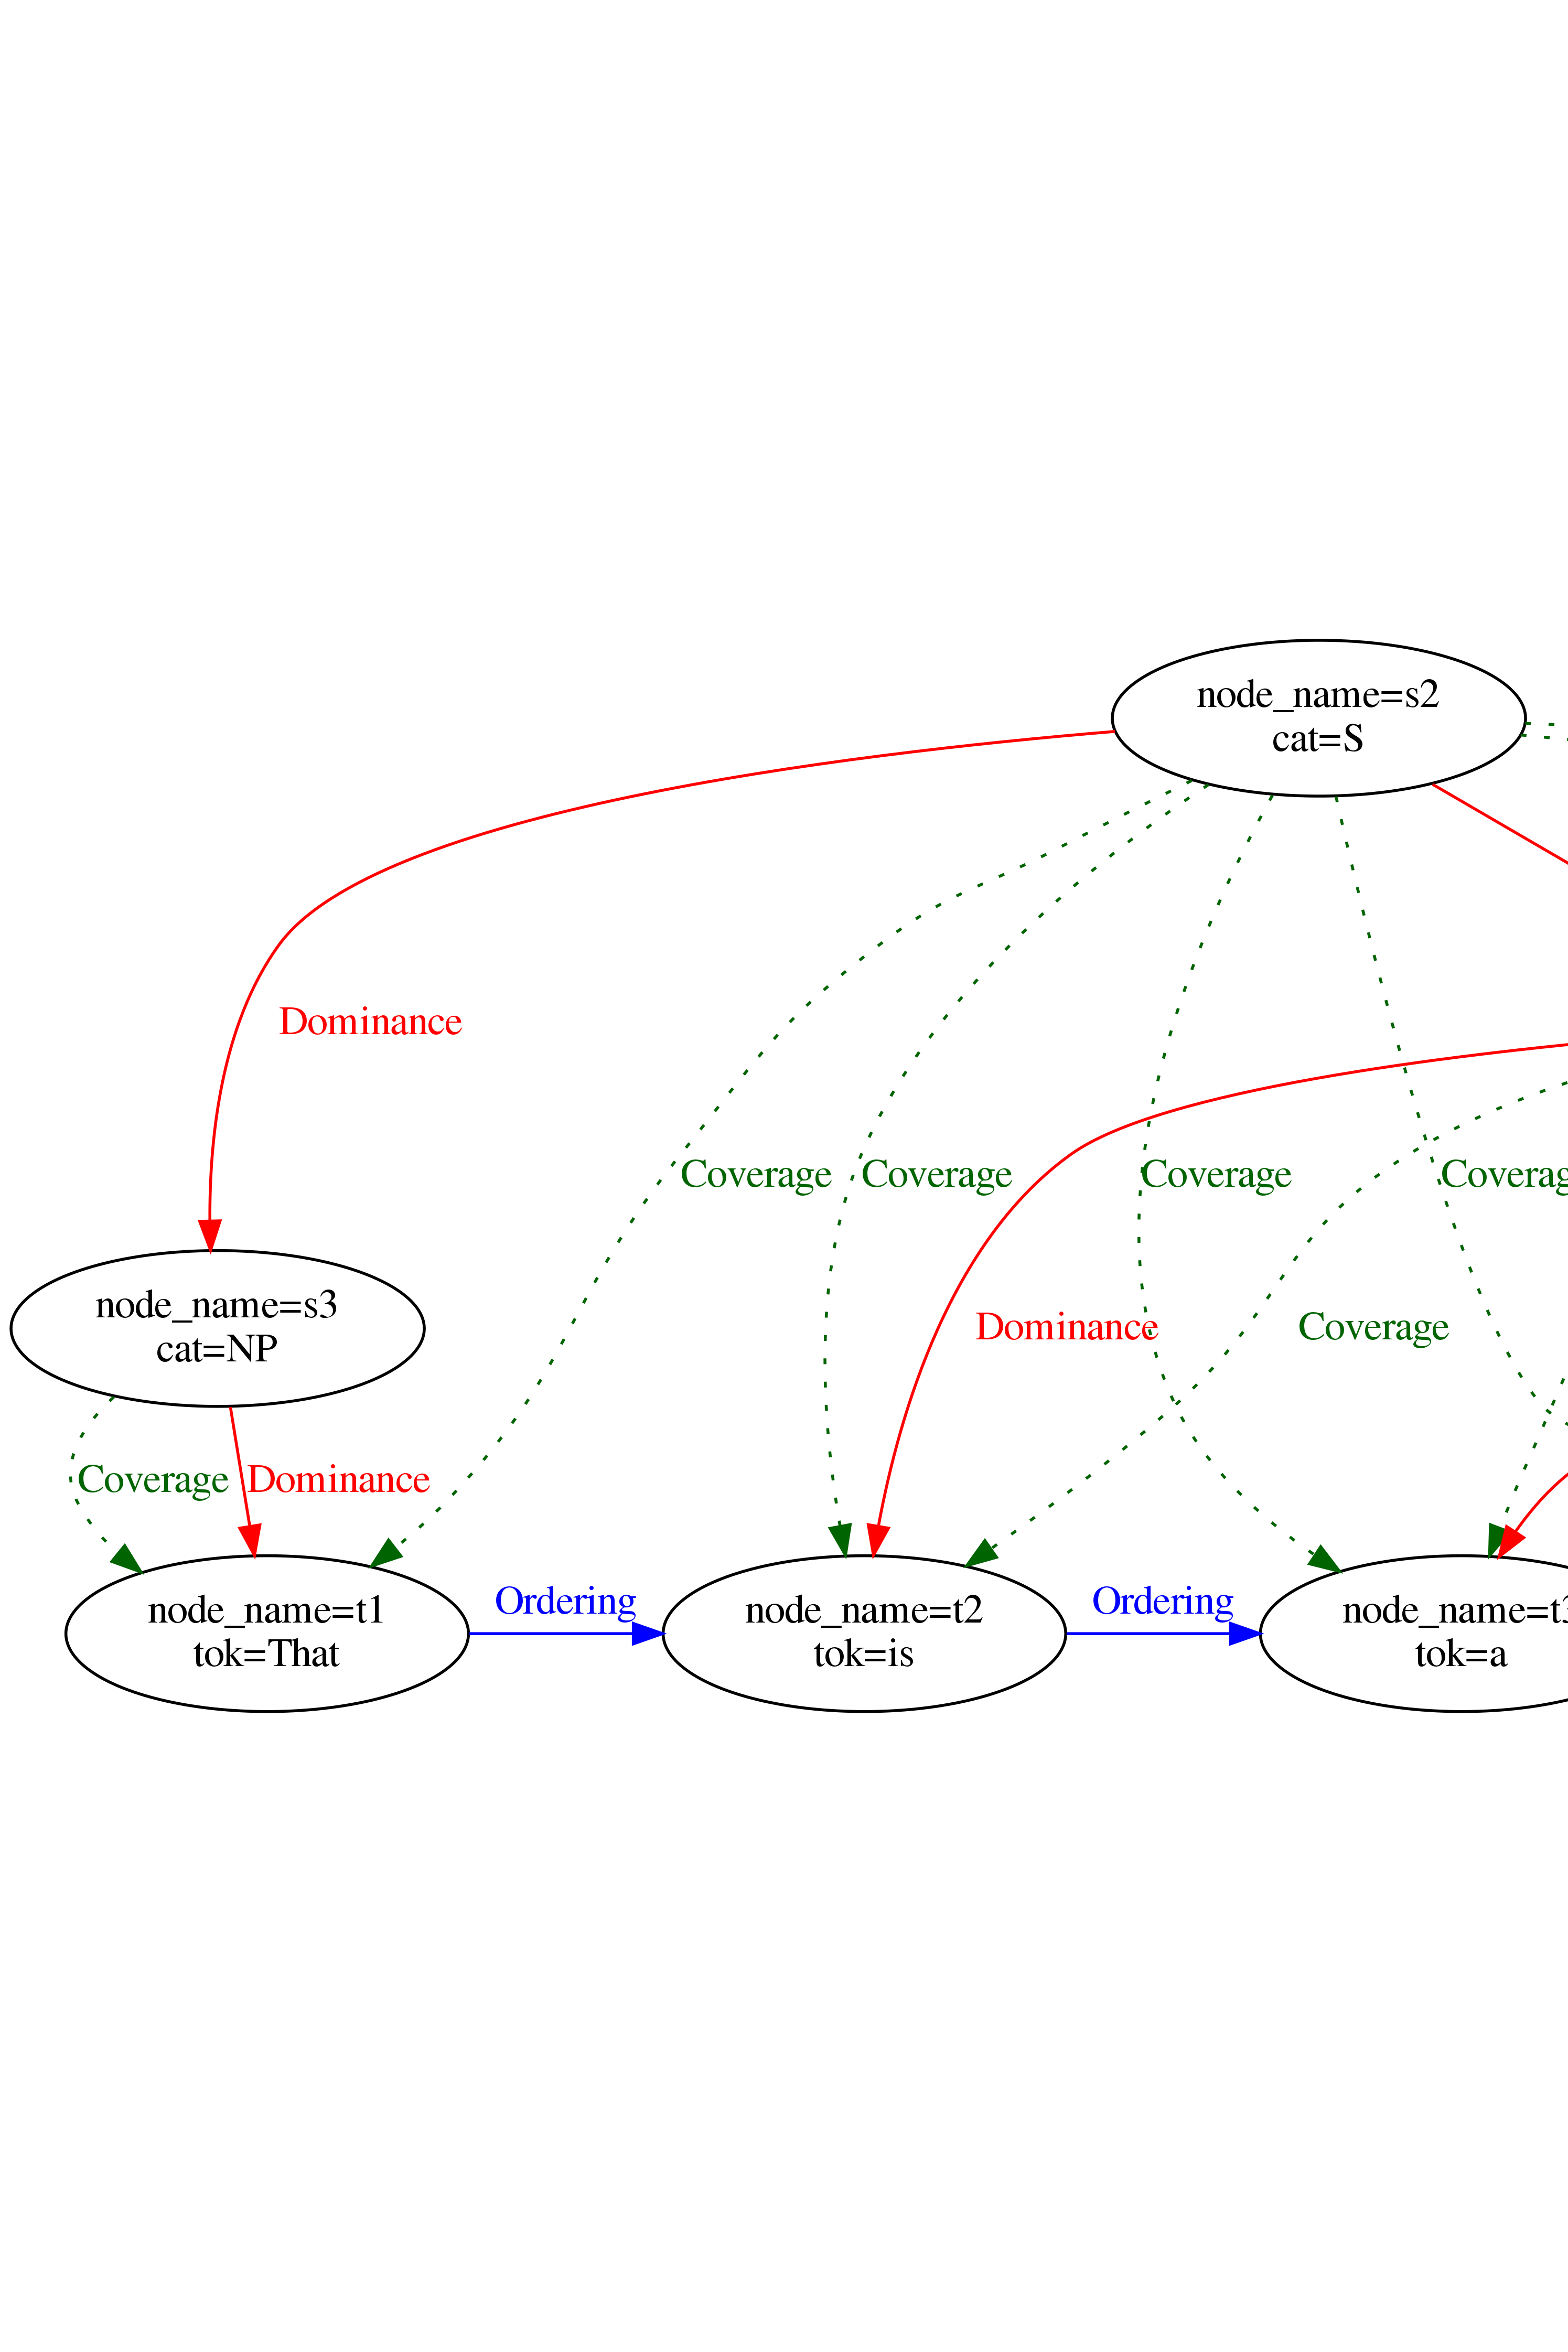 node_name=s2
cat=S
Dominance
Coverage
Coverage
Coverage
Coverag
node_name=s3
cat=NP
Dominance
Coverage
Coverage
Dominance
node_name=t1
tok=That
Ordering
node_name=t2
tok=is
Ordering
node_name=t3
tok=a